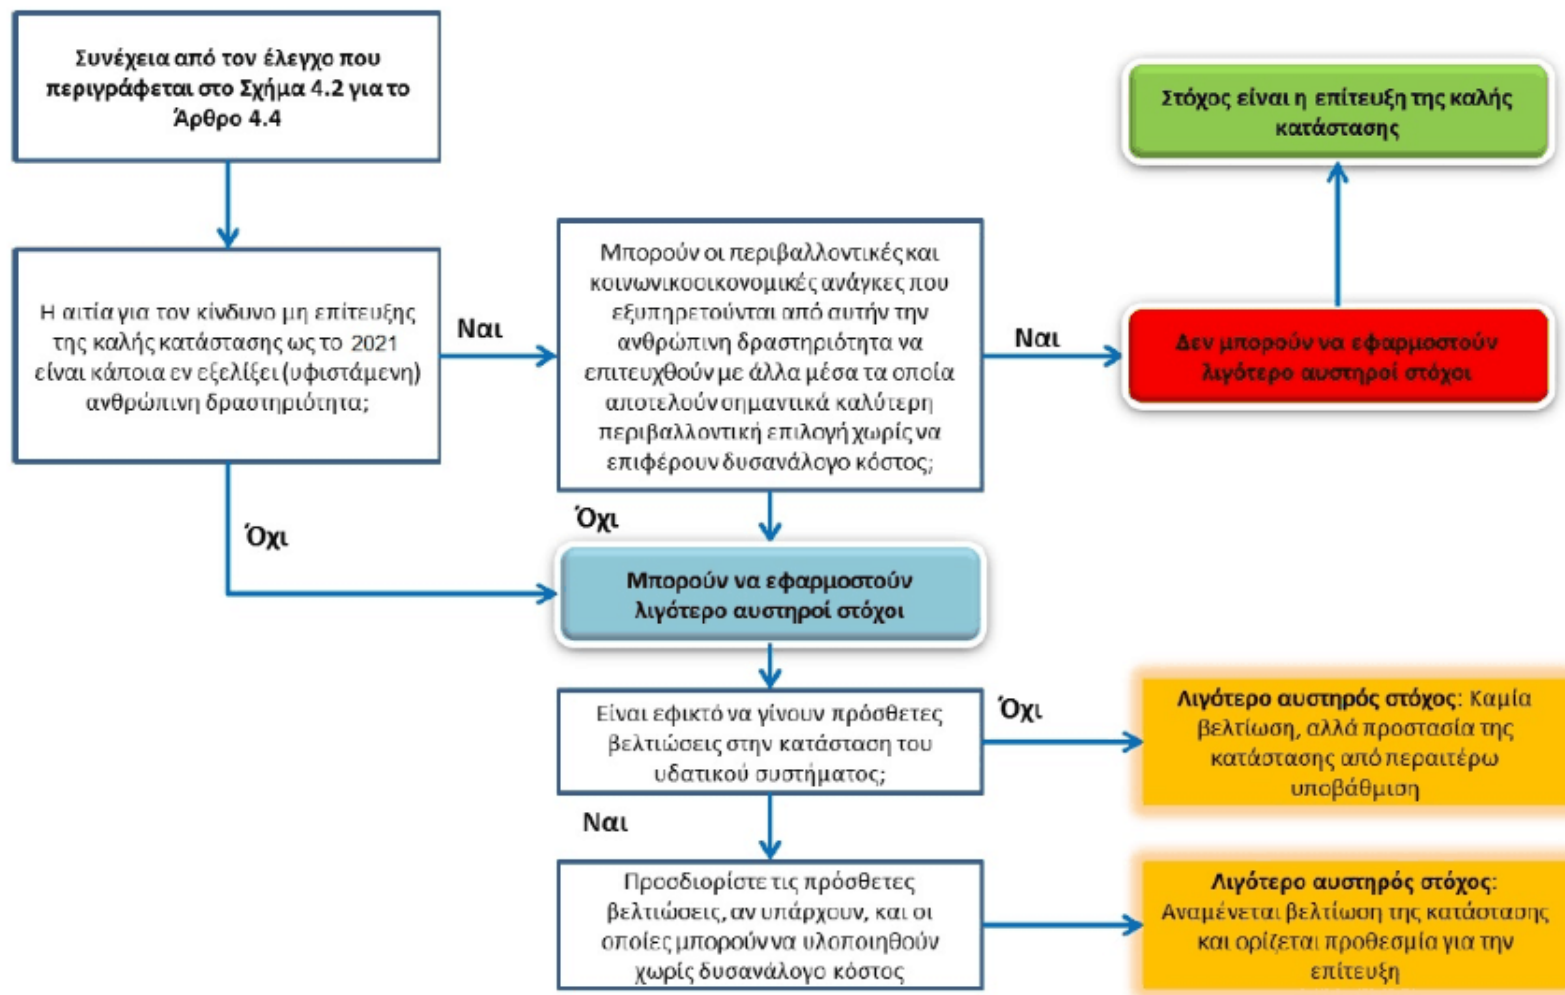 Συνέχεια από τον έλεγχο που
περιγράφεται στο Σχήμα 4.2 για το
Άρθρο 4.4
Στόχος είναι η επίτευξη της καλής
κατάστασης
Η αιτία για τον κίνδυνο μη επίτευξης
της καλής κατάστασης ως το 2021
είναι κάποια εν εξελίξει (υφιστάμενη)
ανθρώπινη δραστηριότητα;
Ναι
Μπορούν οι περιβαλλοντικές και
κοινωνικοοικονομικές ανάγκες που
εξυπηρετούνται από αυτήν την
ανθρώπινη δραστηριότητα να
επιτευχθούν με άλλα μέσα τα οποία
αποτελούν σημαντικά καλύτερη
περιβαλλοντική επιλογή χωρίς να
επιφέρουν δυσανάλογο κόστος;
Ναι
Δεν μπορούν να εφαρμοστούν
λιγότερο αυστηροί στόχοι
Όχι
Όχι
Μπορούν να εφαρμοστούν
λιγότερο αυστηροί στόχοι
Είναι εφικτό να γίνουν πρόσθετες
βελτιώσεις στην κατάσταση του
υδατικού συστήματος;
Όχι
Λιγότερο αυστηρός στόχος: Καμία
βελτίωση, αλλά προστασία της
κατάστασης από περαιτέρω
υποβάθμιση
Ναι
Προσδιορίστε τις πρόσθετες
βελτιώσεις, αν υπάρχουν, και οι
οποίες μπορούν να υλοποιηθούν
χωρίς δυσανάλογο κόστος
Λιγότερο αυστηρός στόχος:
Αναμένεται βελτίωση της κατάστασης
και ορίζεται προθεσμία για την
επίτευξη